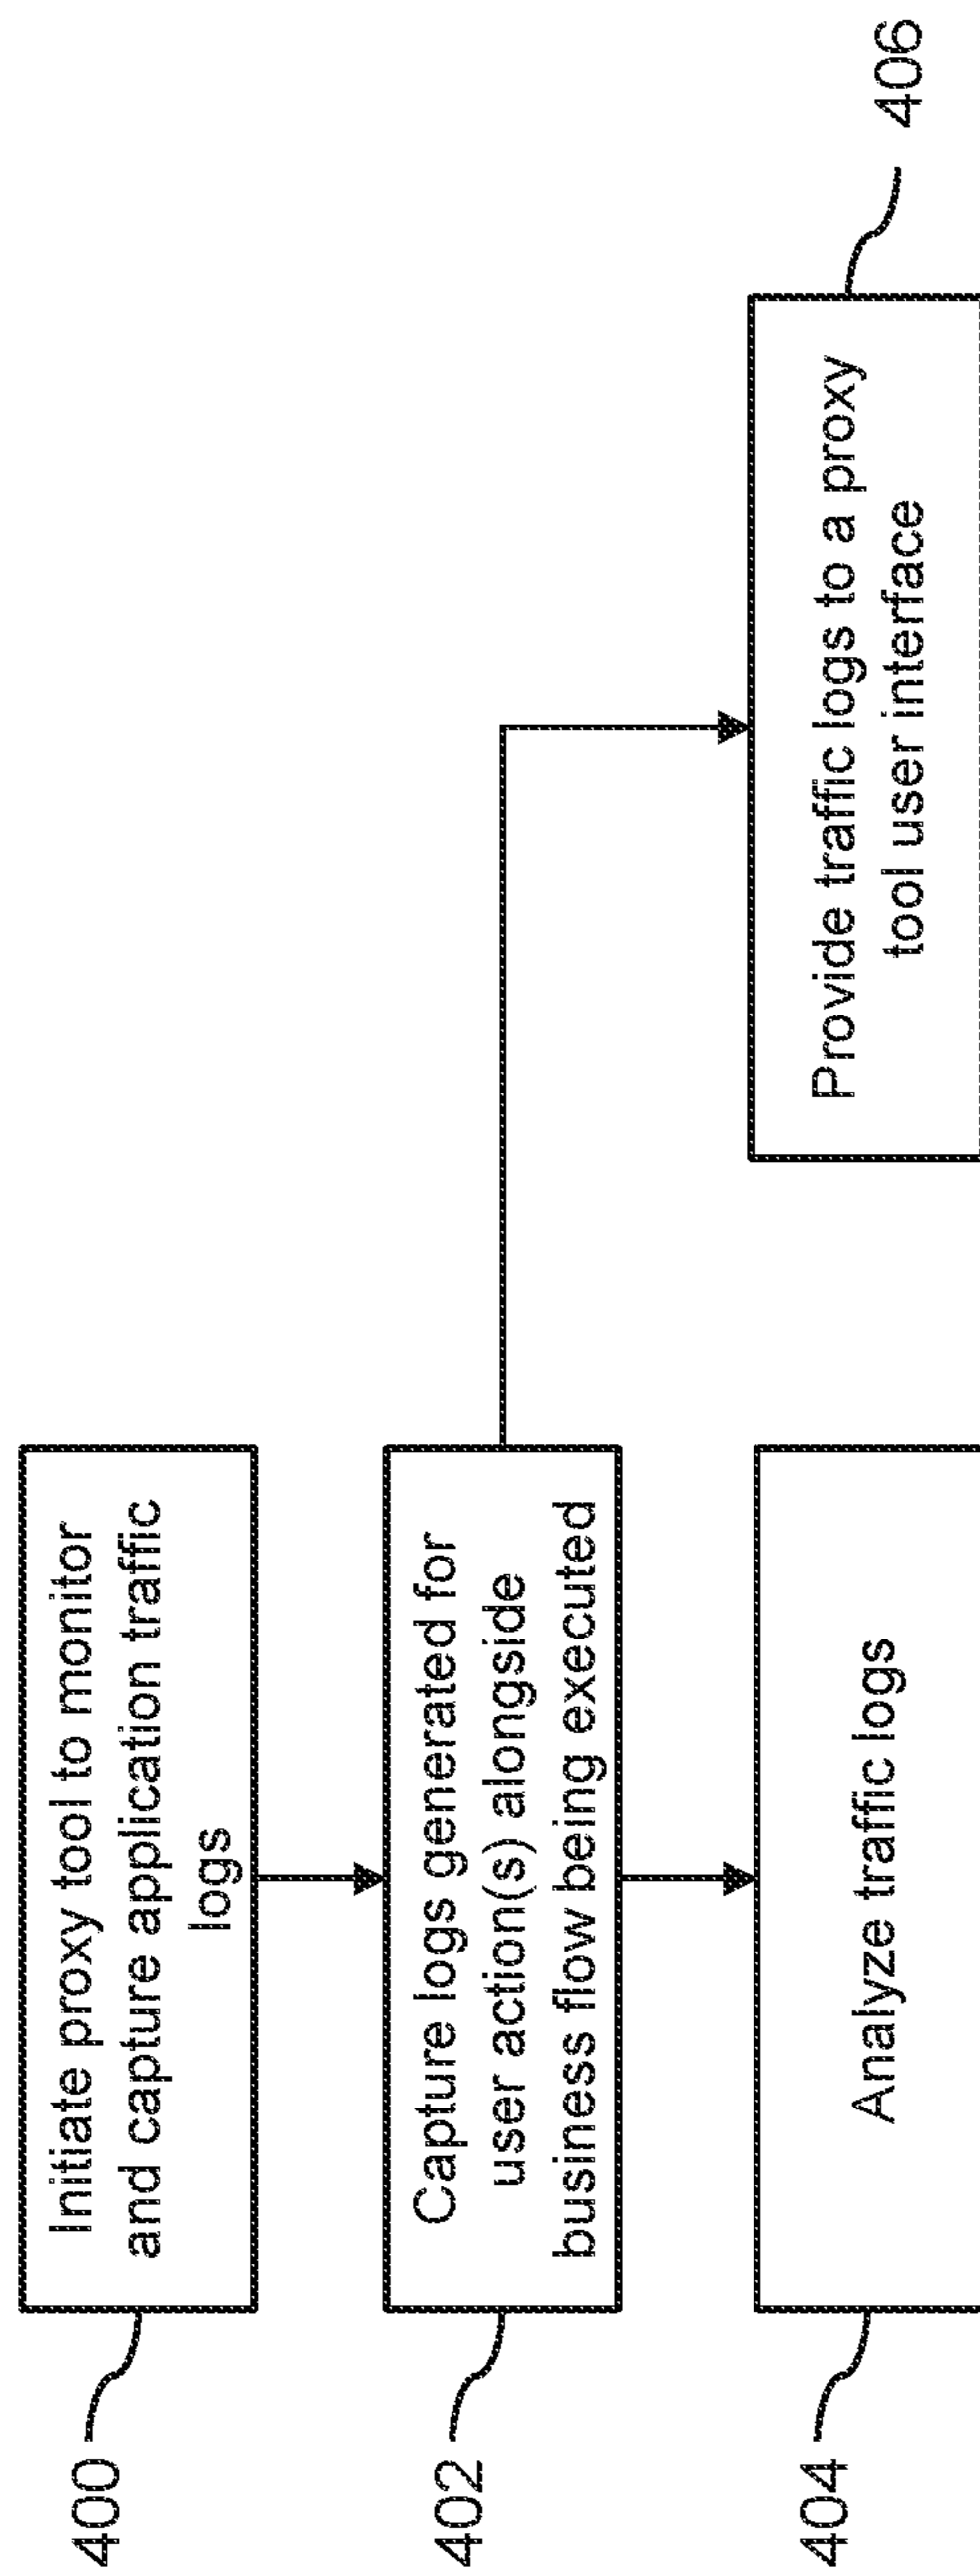 400
Initiate proxy tool to monitor
and capture application traffic
logs
402
Capture logs generated for
user action(s) alongside
business flow being executed
404
Analyze traffic logs
406
Provide traffic logs to a proxy
tool user interface